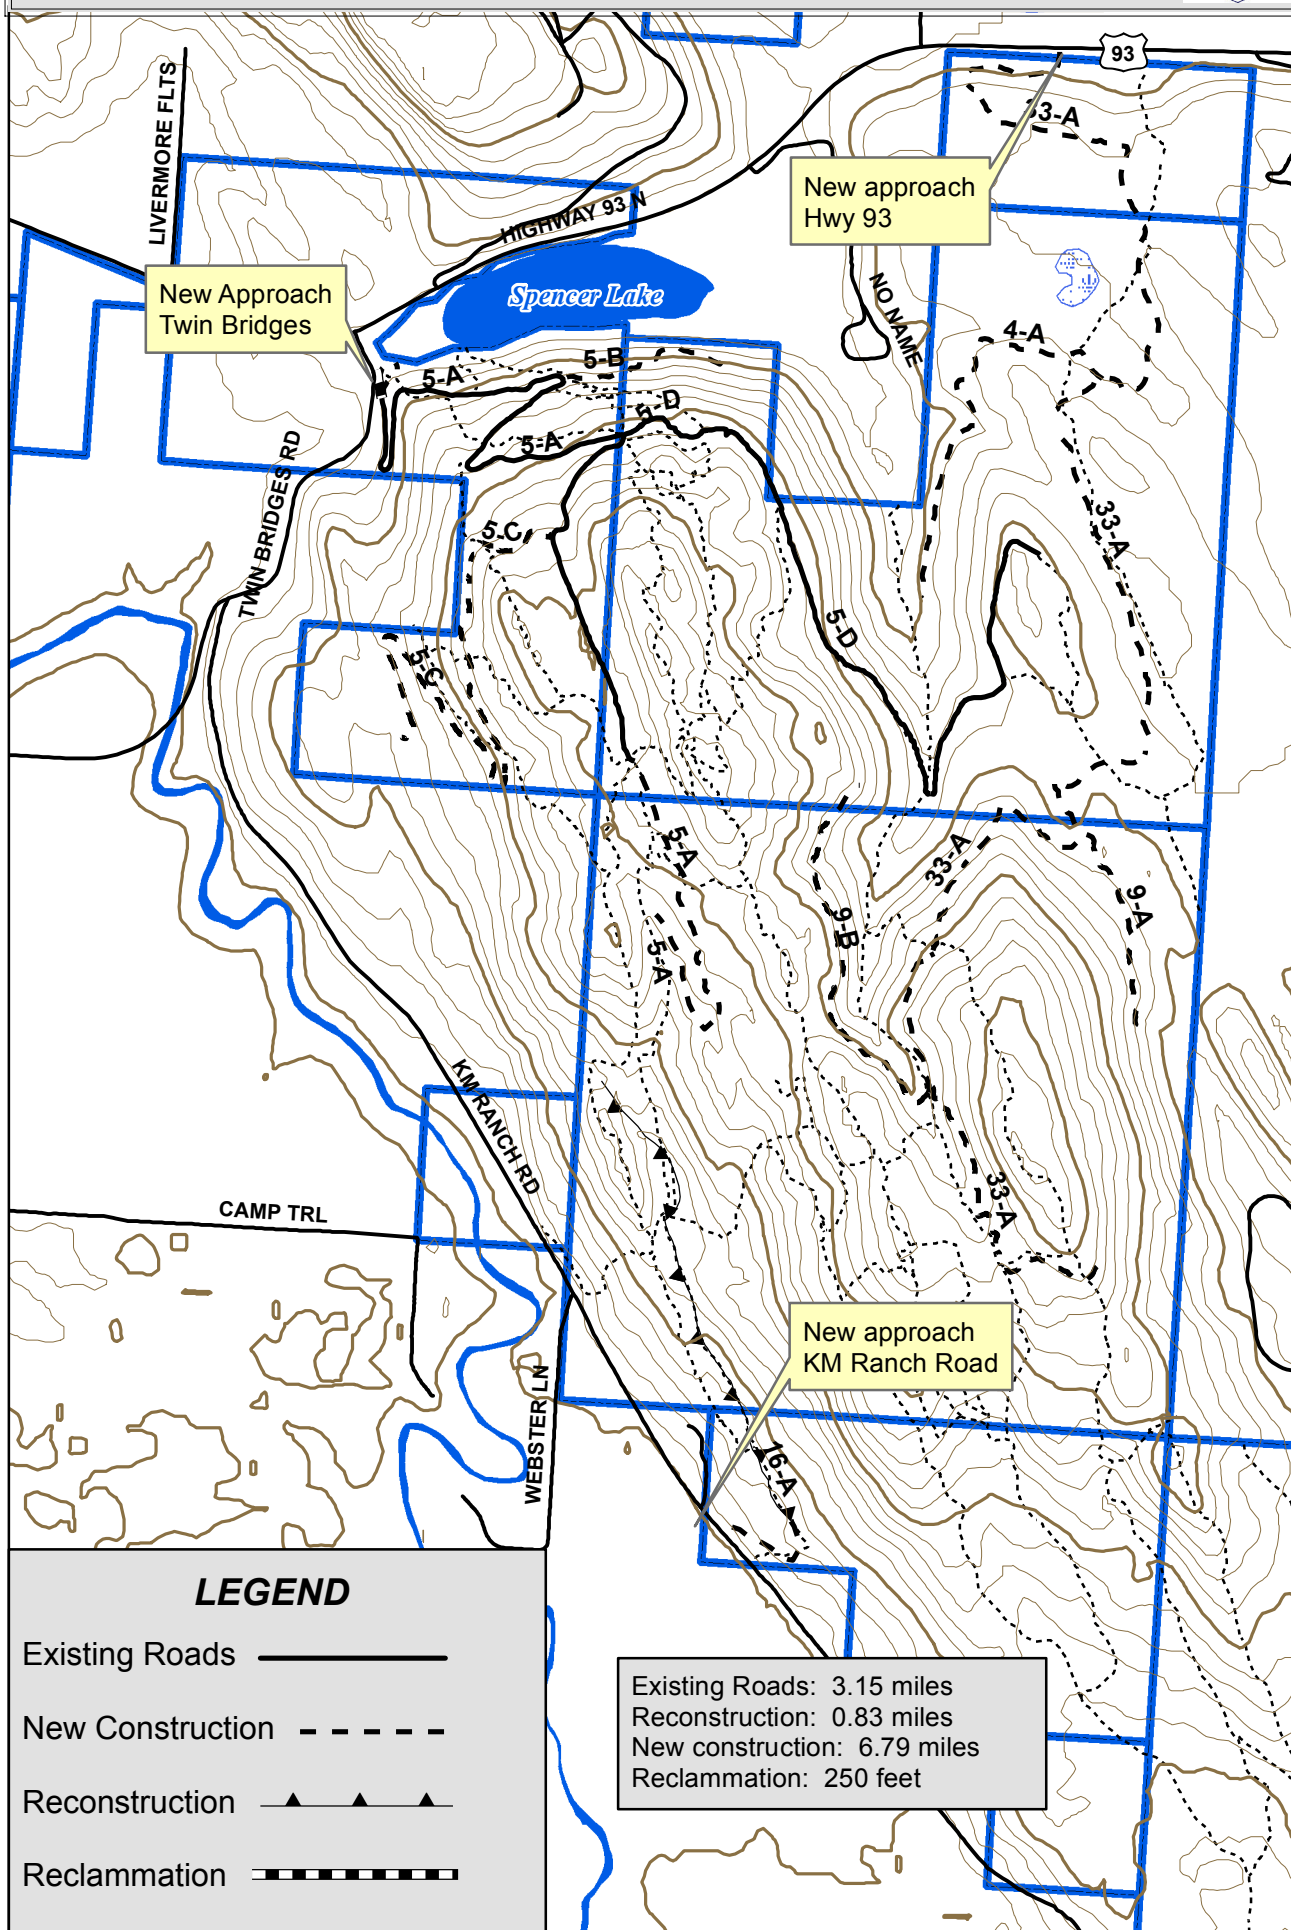 93
LIVERMORE FLTS
33-A
New approach
Hwy 93
HIGHWAY 93 N
New Approach
Twin Bridges
Spencer Lake
NO NAME
4-A
5-B
5-A
5-D
5-A
TWIN BRIDGES RD
5-C
33-A
5-D
5-C
5-A
33-A
9-A
9-B
5-A
KM RANCH RD
33-A
CAMP TRL
New approach
KM Ranch Road
WEBSTER LN
16-A
LEGEND
Existing Roads
New Construction
Reconstruction
Reclammation
Existing Roads: 3.15 miles
Reconstruction: 0.83 miles
New construction: 6.79 miles
Reclammation: 250 feet